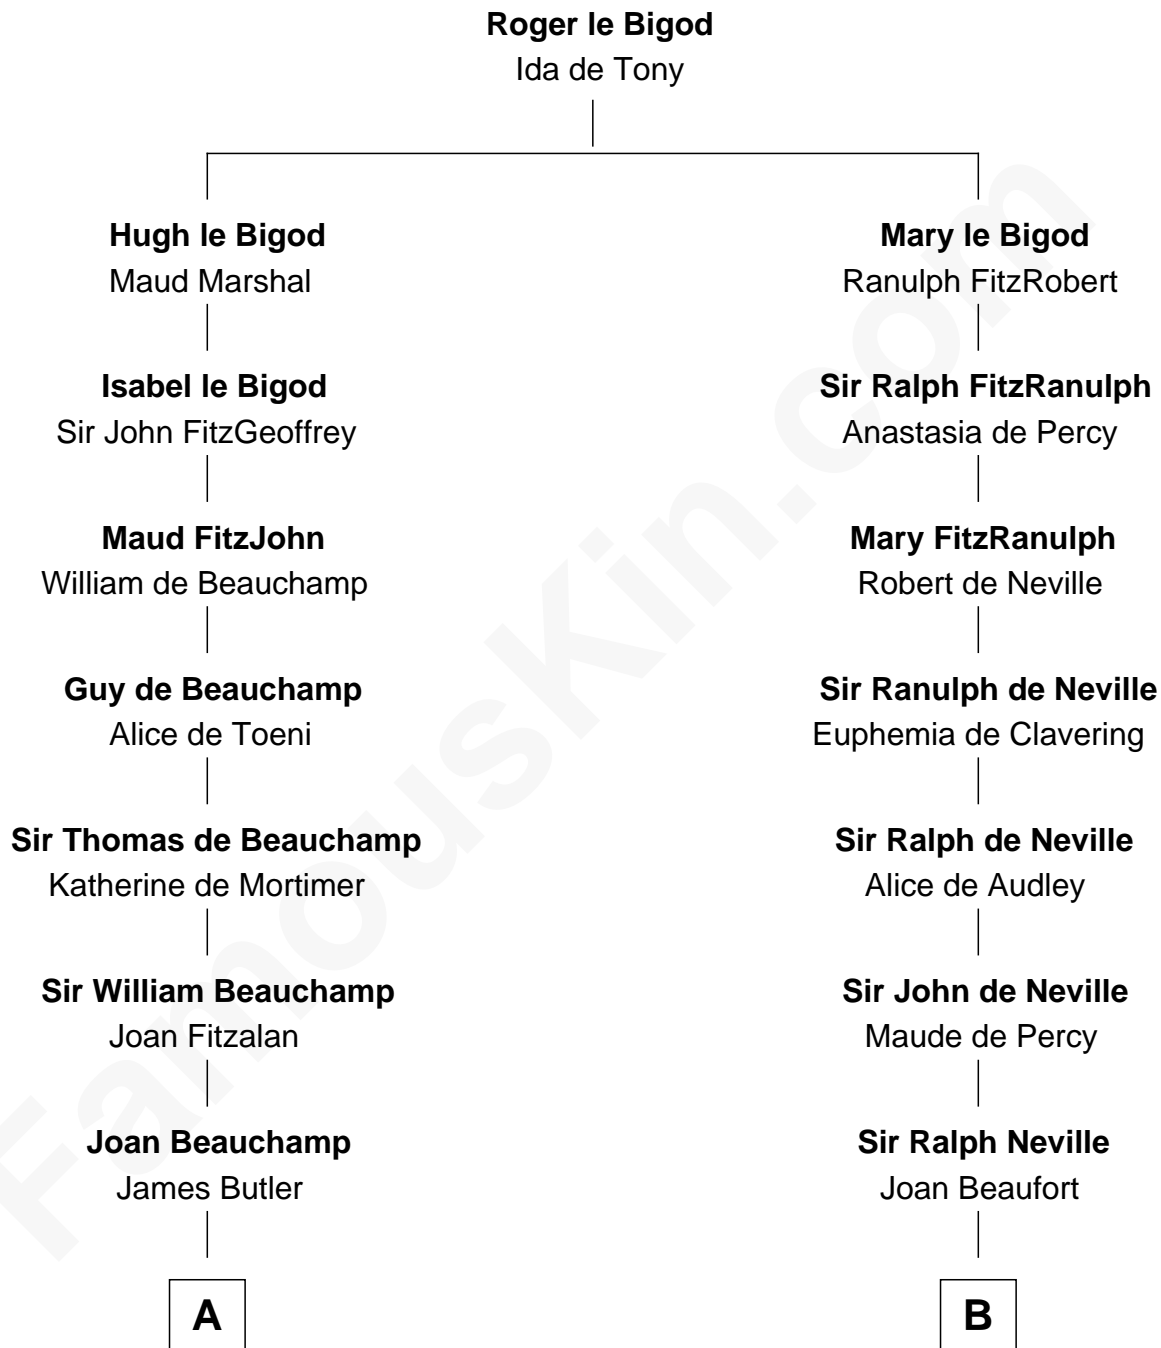 Roger le Bigod
Ida de Tony
Hugh le Bigod
Maud Marshal
Mary le Bigod
Ranulph FitzRobert
Isabel le Bigod
Sir John FitzGeoffrey
Sir Ralph FitzRanulph
Anastasia de Percy
Maud FitzJohn
William de Beauchamp
Mary FitzRanulph
Robert de Neville
Guy de Beauchamp
Alice de Toeni
Sir Ranulph de Neville
Euphemia de Clavering
Sir Thomas de Beauchamp
Katherine de Mortimer
Sir Ralph de Neville
Alice de Audley
Sir William Beauchamp
Joan Fitzalan
Sir John de Neville
Maude de Percy
Joan Beauchamp
James Butler
Sir Ralph Neville
Joan Beaufort
A
B
FamousKin.com